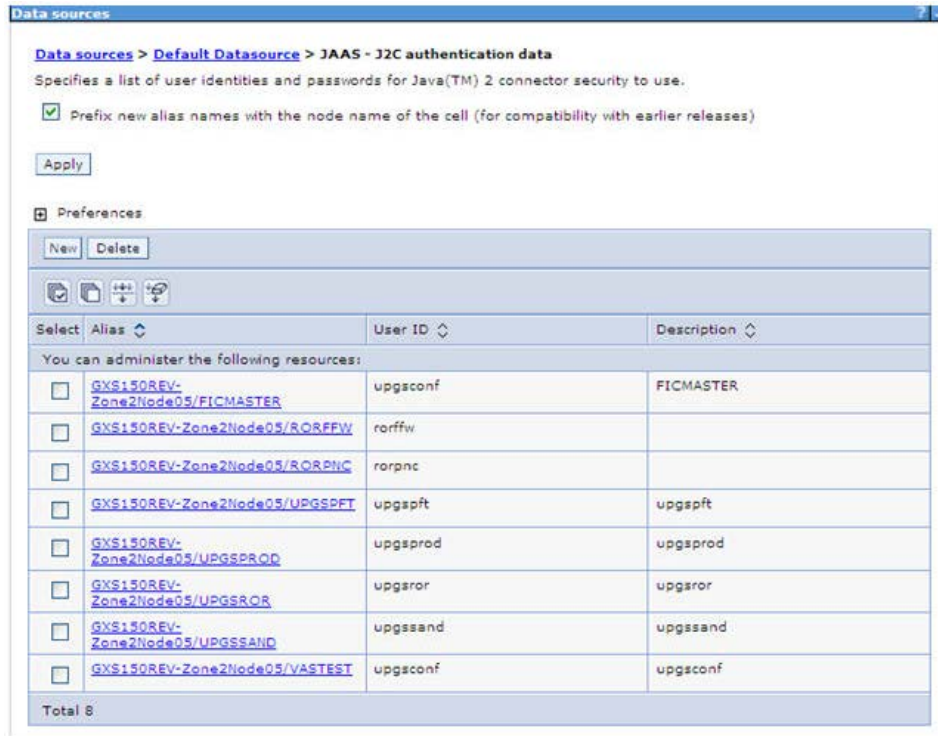 Data sources
?
Data sources > Default Datasource > JAAS - J2C authentication data
Specifies a list of user identities and passwords for Java(TM) 2 connector security to use.
Prefix new alias names with the node name of the cell (for compatibility with earlier releases)
Apply
Preferences
New Delete
Select Alias User ID Description
You can administer the following resources:
GXS150REV-
Zone2Node05/FICMASTER upgsconf FICMASTER
GXS150REV-Zone2Node05/RORFFW rorffw
GXS150REV-Zone2Node05/RORPNC rorpnc
GXS150REV-Zone2Node05/UPGSPFT upgspft upgspft
GXS150REV-
Zone2Node05/UPGSPROD upgsprod upgsprod
GXS150REV-
Zone2Node05/UPGSROR upgsror upgsror
GXS150REV-
Zone2Node05/UPGSSAND upgssand upgssand
GXS150REV-Zone2Node05/VASTEST upgsconf upgsconf
Total 8